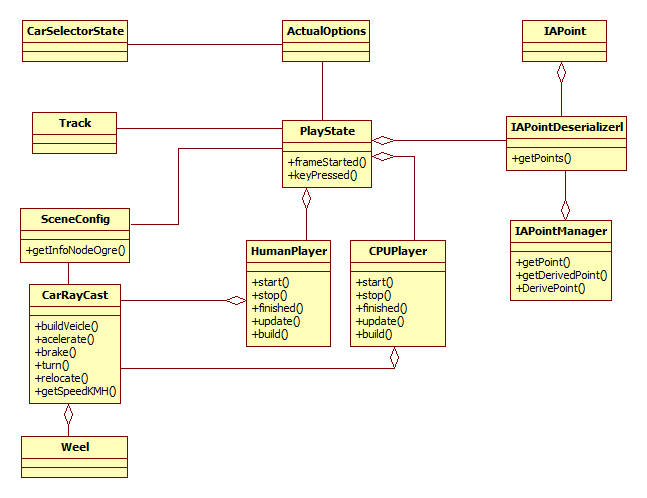 CarSelectorState
ActualOptions
IAPoint
Track
PlayState
+frameStarted()
+keyPressed()
IAPointDeserializerl
+getPoints()
SceneConfig
+getInfoNodeOgre()
HumanPlayer
+start()
+stop()
+finished()
+update()
+build()
CPUPlayer
+start()
+stop()
+finished()
+update()
+build()
IAPointManager
+getPoint()
+getDerivedPoint()
+DerivePoint()
CarRayCast
+buildVeicle()
+acelerate()
+brake()
+turn()
+relocate()
+getSpeedKMH()
Weel